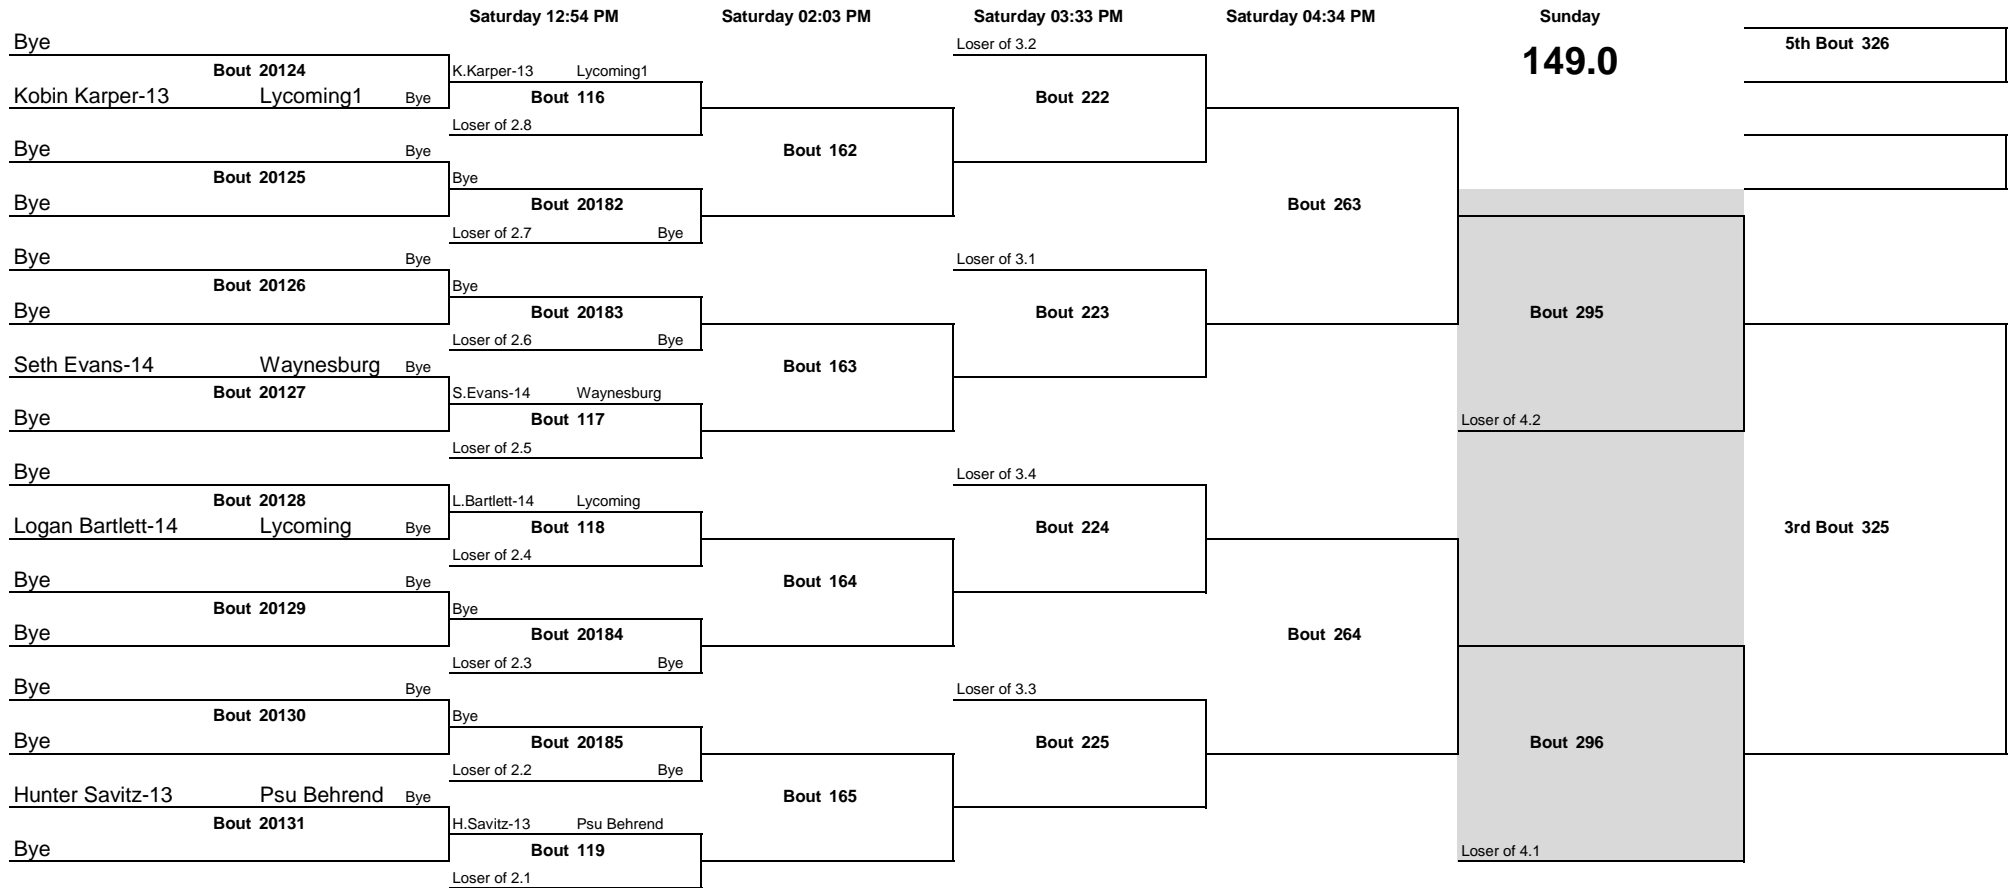 Saturday 12:54 PM Saturday 02:03 PM Saturday 03:33 PM Saturday 04:34 PM Sunday
Bye Loser of 3.2 149.0 5th Bout 326
Bout 20124 K.Karper-13 Lycoming1
Kobin Karper-13 Lycoming1 Bye Bout 116 Bout 222
Loser of 2.8
Bye Bye Bout 162
Bout 20125 Bye
Bye Bout 20182 Bout 263
Loser of 2.7 Bye
Bye Bye Loser of 3.1
Bout 20126 Bye
Bye Bout 20183 Bout 223 Bout 295
Loser of 2.6 Bye
Seth Evans-14 Waynesburg Bye Bout 163
Bout 20127 S.Evans-14 Waynesburg
Bye Bout 117 Loser of 4.2
Loser of 2.5
Bye Loser of 3.4
Bout 20128 L.Bartlett-14 Lycoming
Logan Bartlett-14 Lycoming Bye Bout 118 Bout 224 3rd Bout 325
Loser of 2.4
Bye Bye Bout 164
Bout 20129 Bye
Bye Bout 20184 Bout 264
Loser of 2.3 Bye
Bye Bye Loser of 3.3
Bout 20130 Bye
Bye Bout 20185 Bout 225 Bout 296
Loser of 2.2 Bye
Hunter Savitz-13 Psu Behrend Bye Bout 165
Bout 20131 H.Savitz-13 Psu Behrend
Bye Bout 119 Loser of 4.1
Loser of 2.1